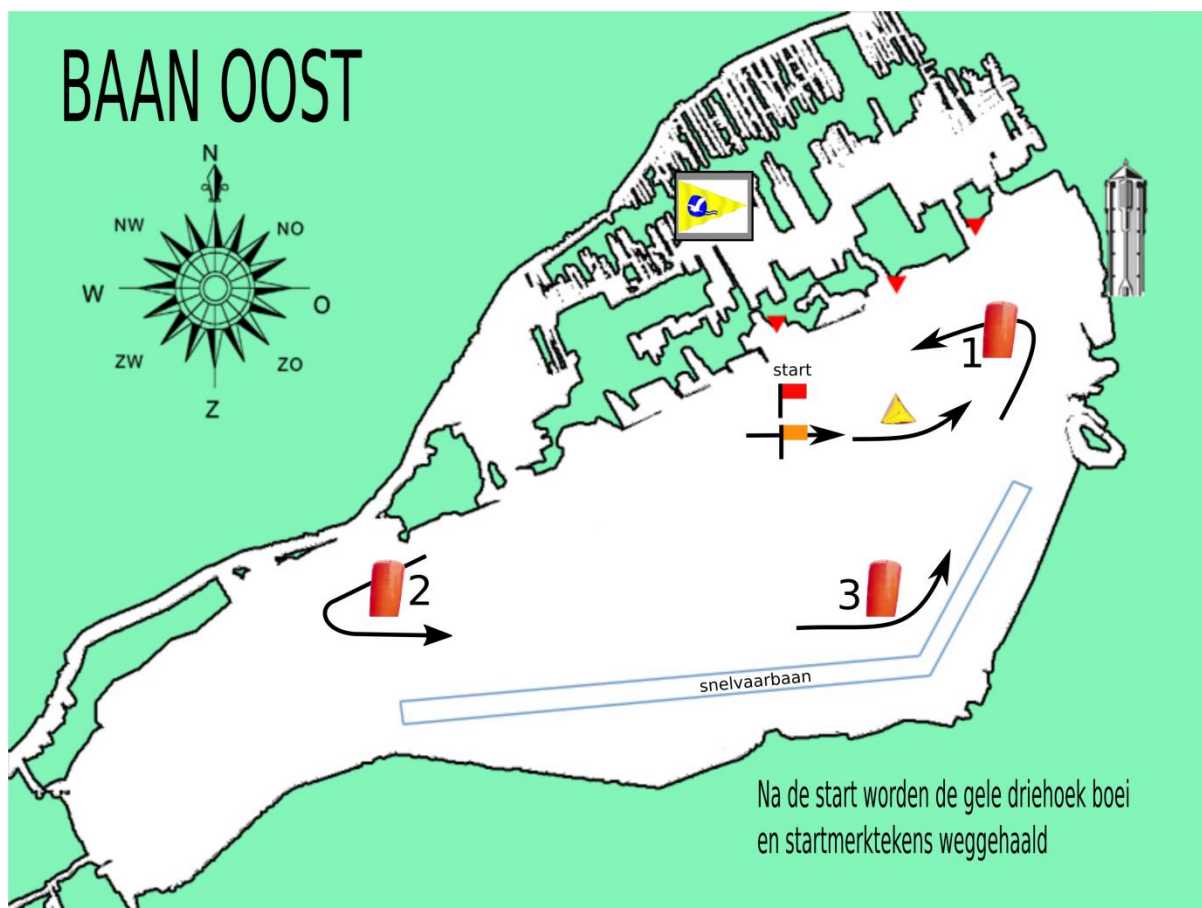 BAAN OOST
N
NW
NO
W
O
ZW
ZO
Z
start
1
2
3
snelvaarbaan
Na de start worden de gele driehoek boei
en startmerktekens weggehaald